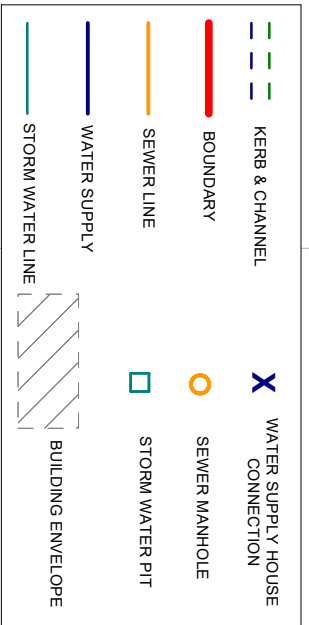 KERB & CHANNEL
BOUNDARY
SEWER LINE
WATER SUPPLY
STORM WATER LINE
WATER SUPPLY HOUSE
CONNECTION
SEWER MANHOLE
STORM WATER PIT
BUILDING ENVELOPE